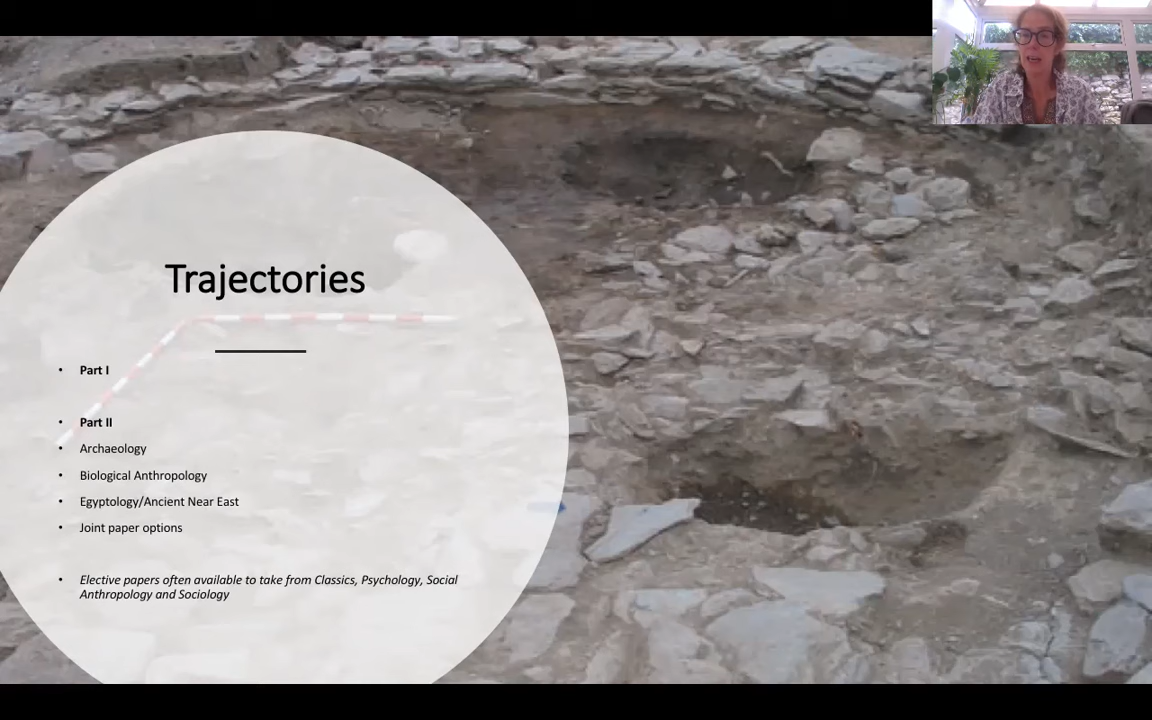 Trajectories
• Part I
• Part II
• Archaeology
• Biological Anthropology
• Egyptology/Ancient Near East
• Joint paper options
• Elective papers often available to take from Classics, Psychology, Social
Anthropology and Sociology